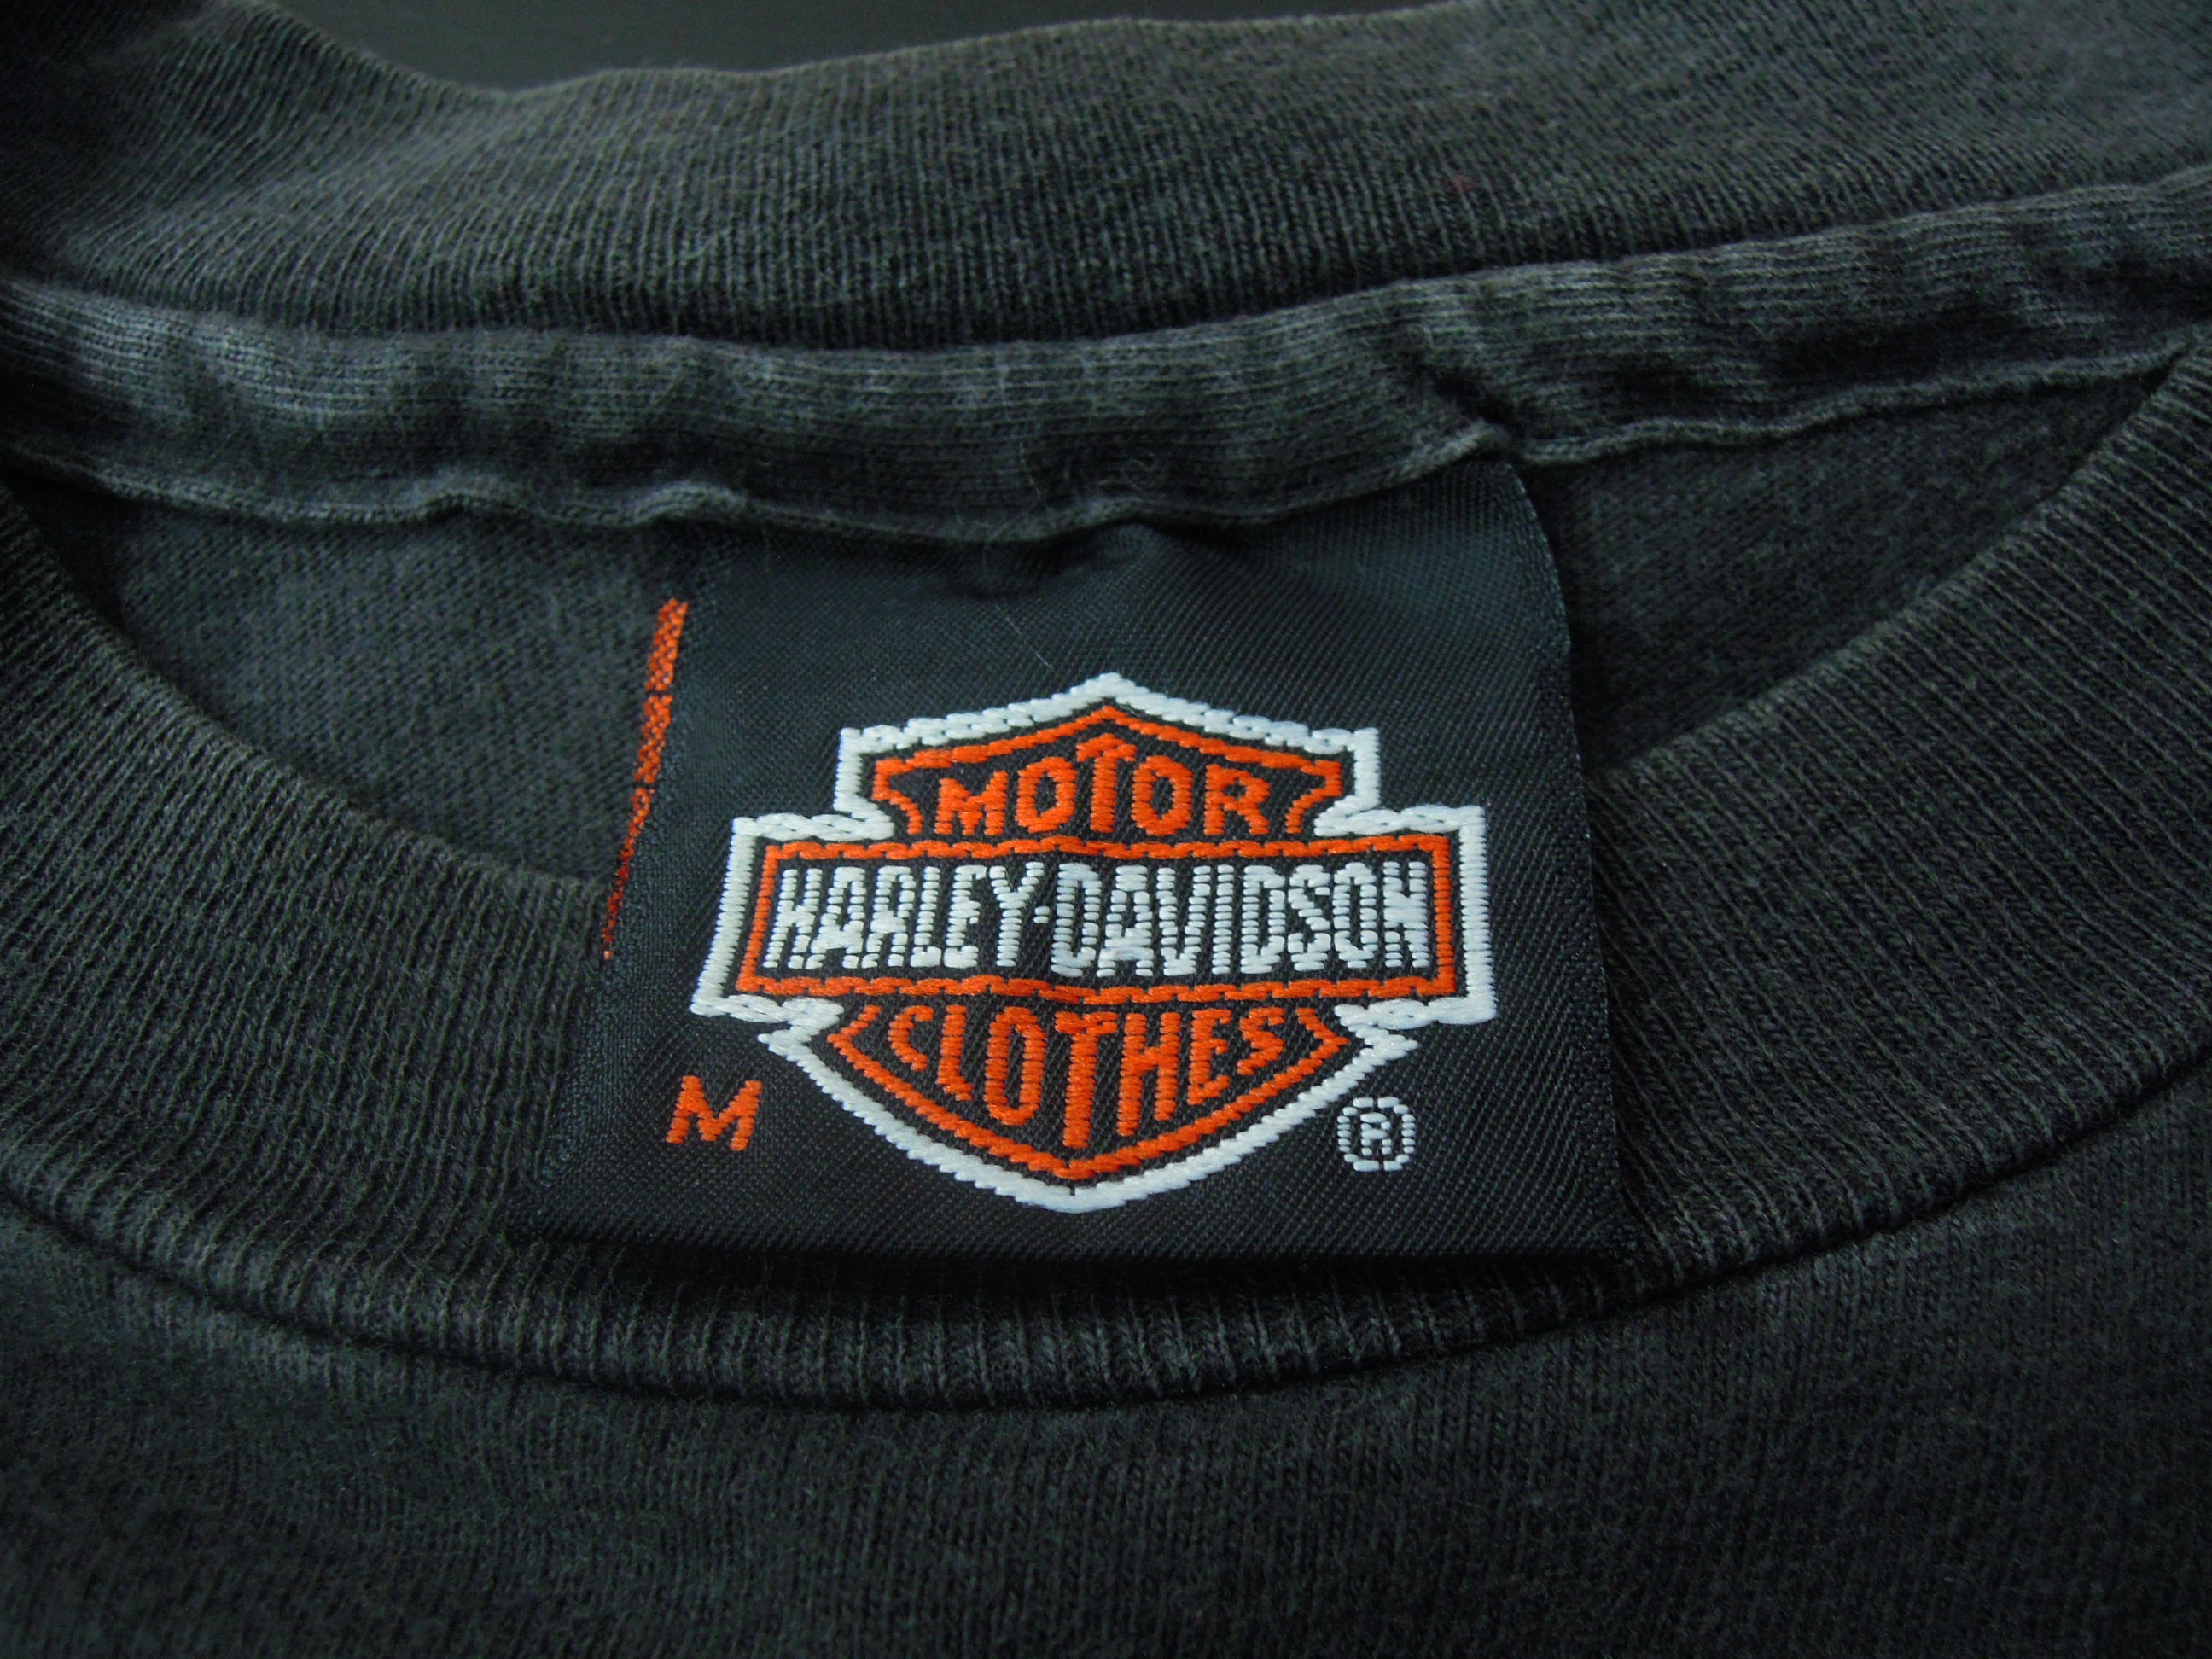 MOTOR
HARLEY-DAVIDSON
CLOTHES
M ®